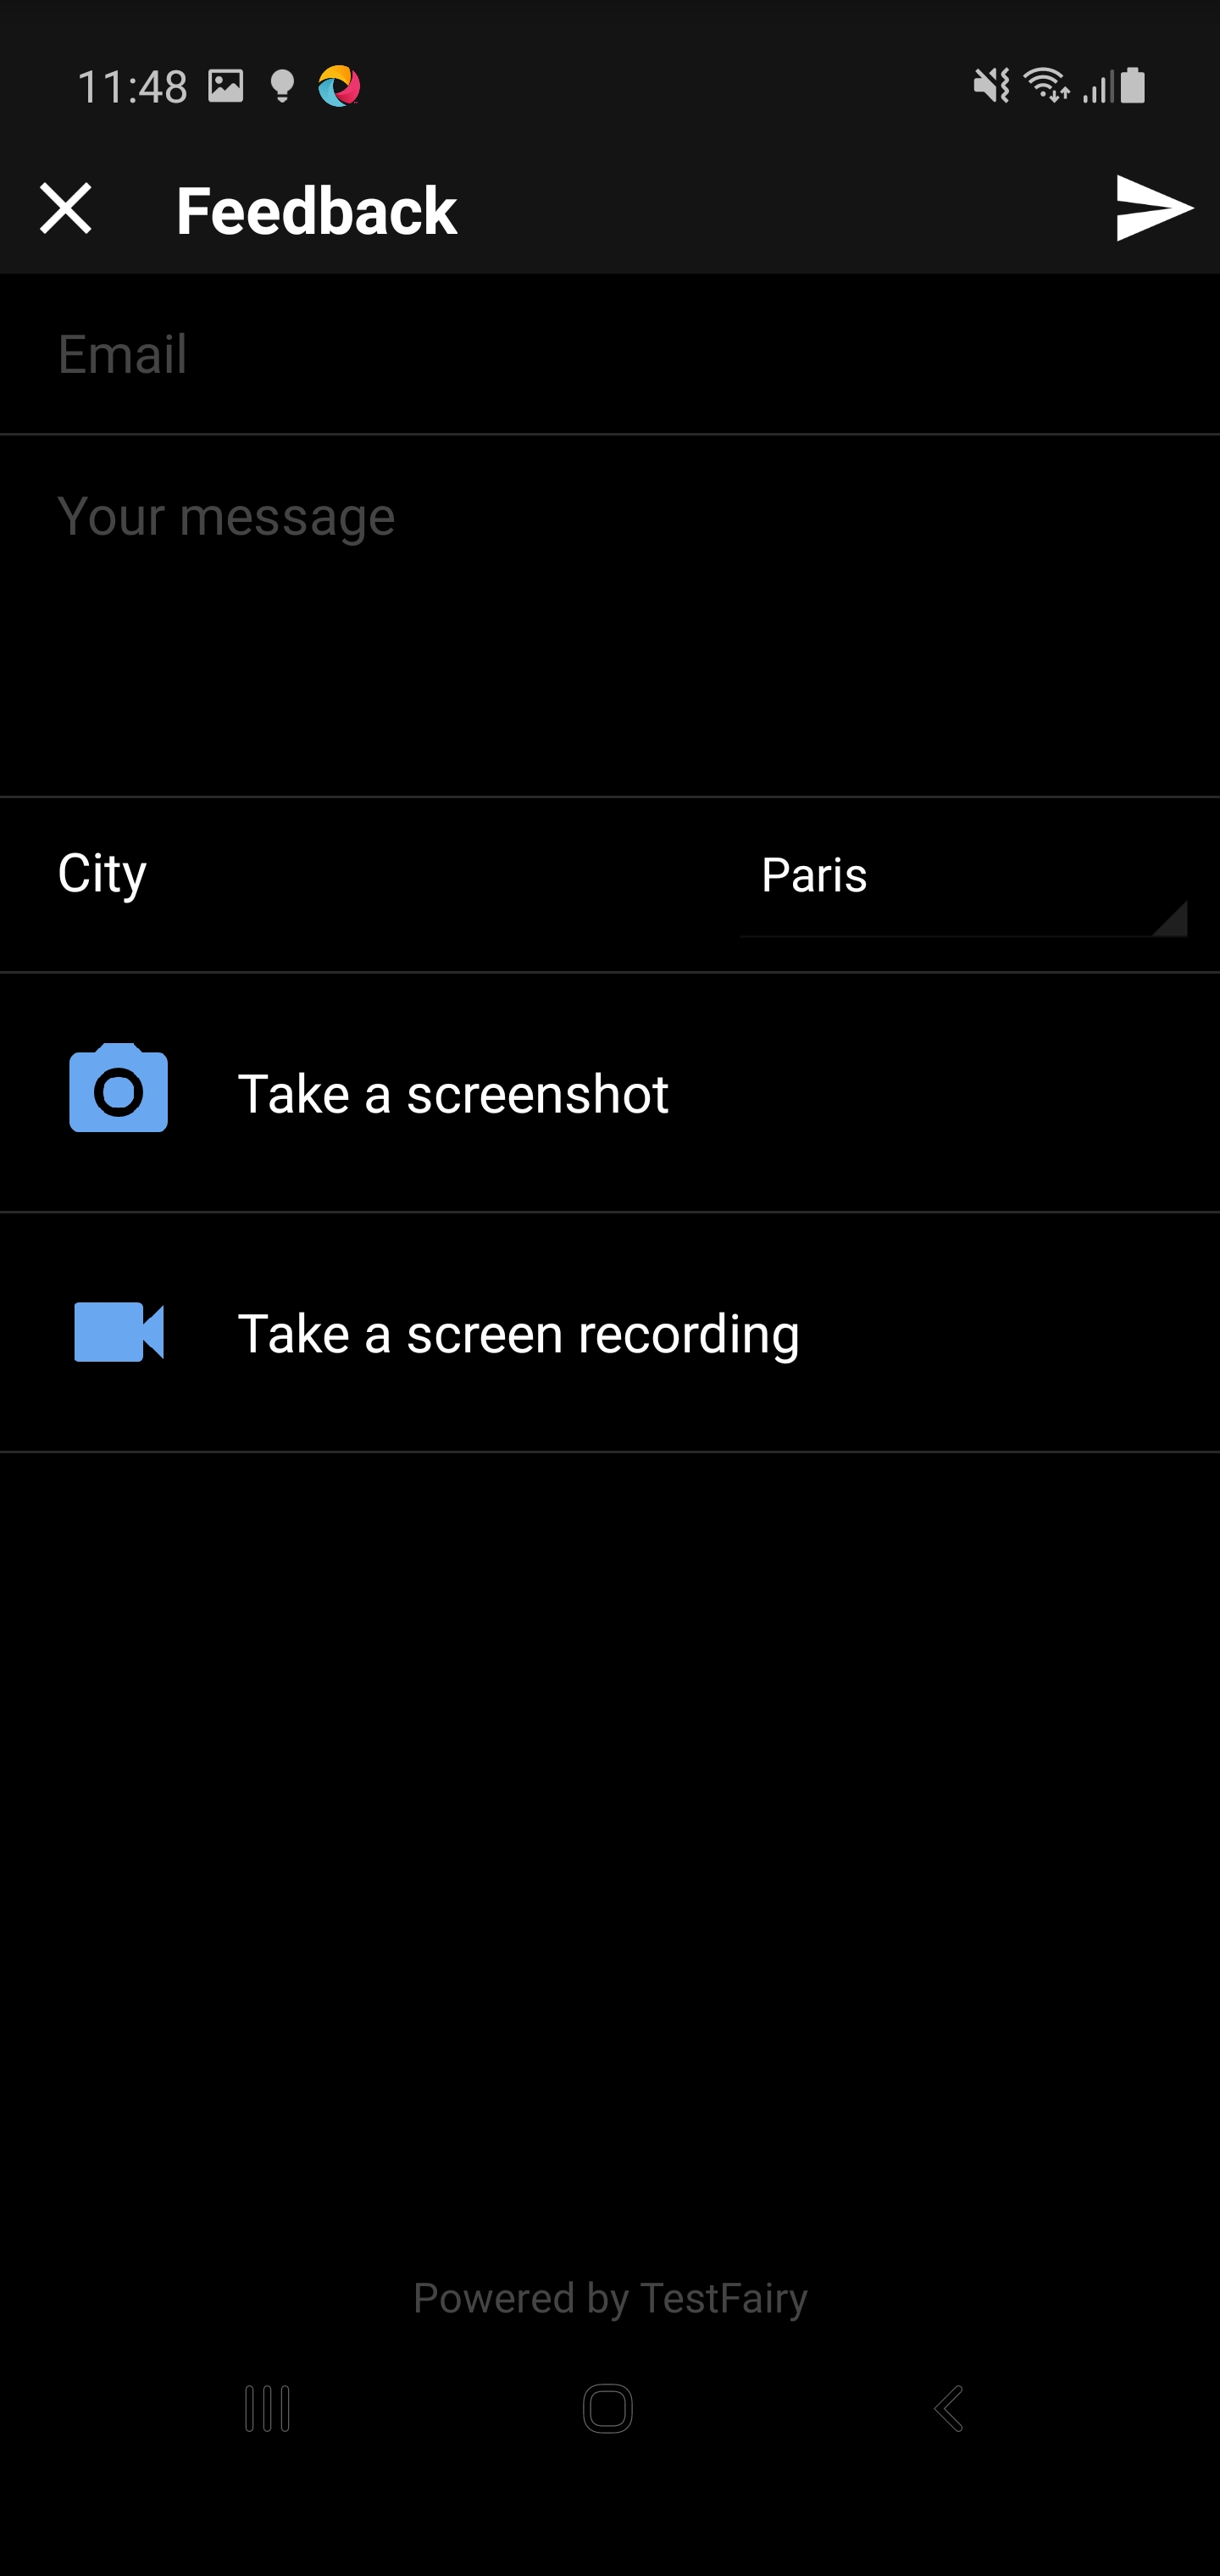 11:48
Feedback
Email
Your message
City
Paris
Take a screenshot
Take a screen recording
Powered by TestFairy